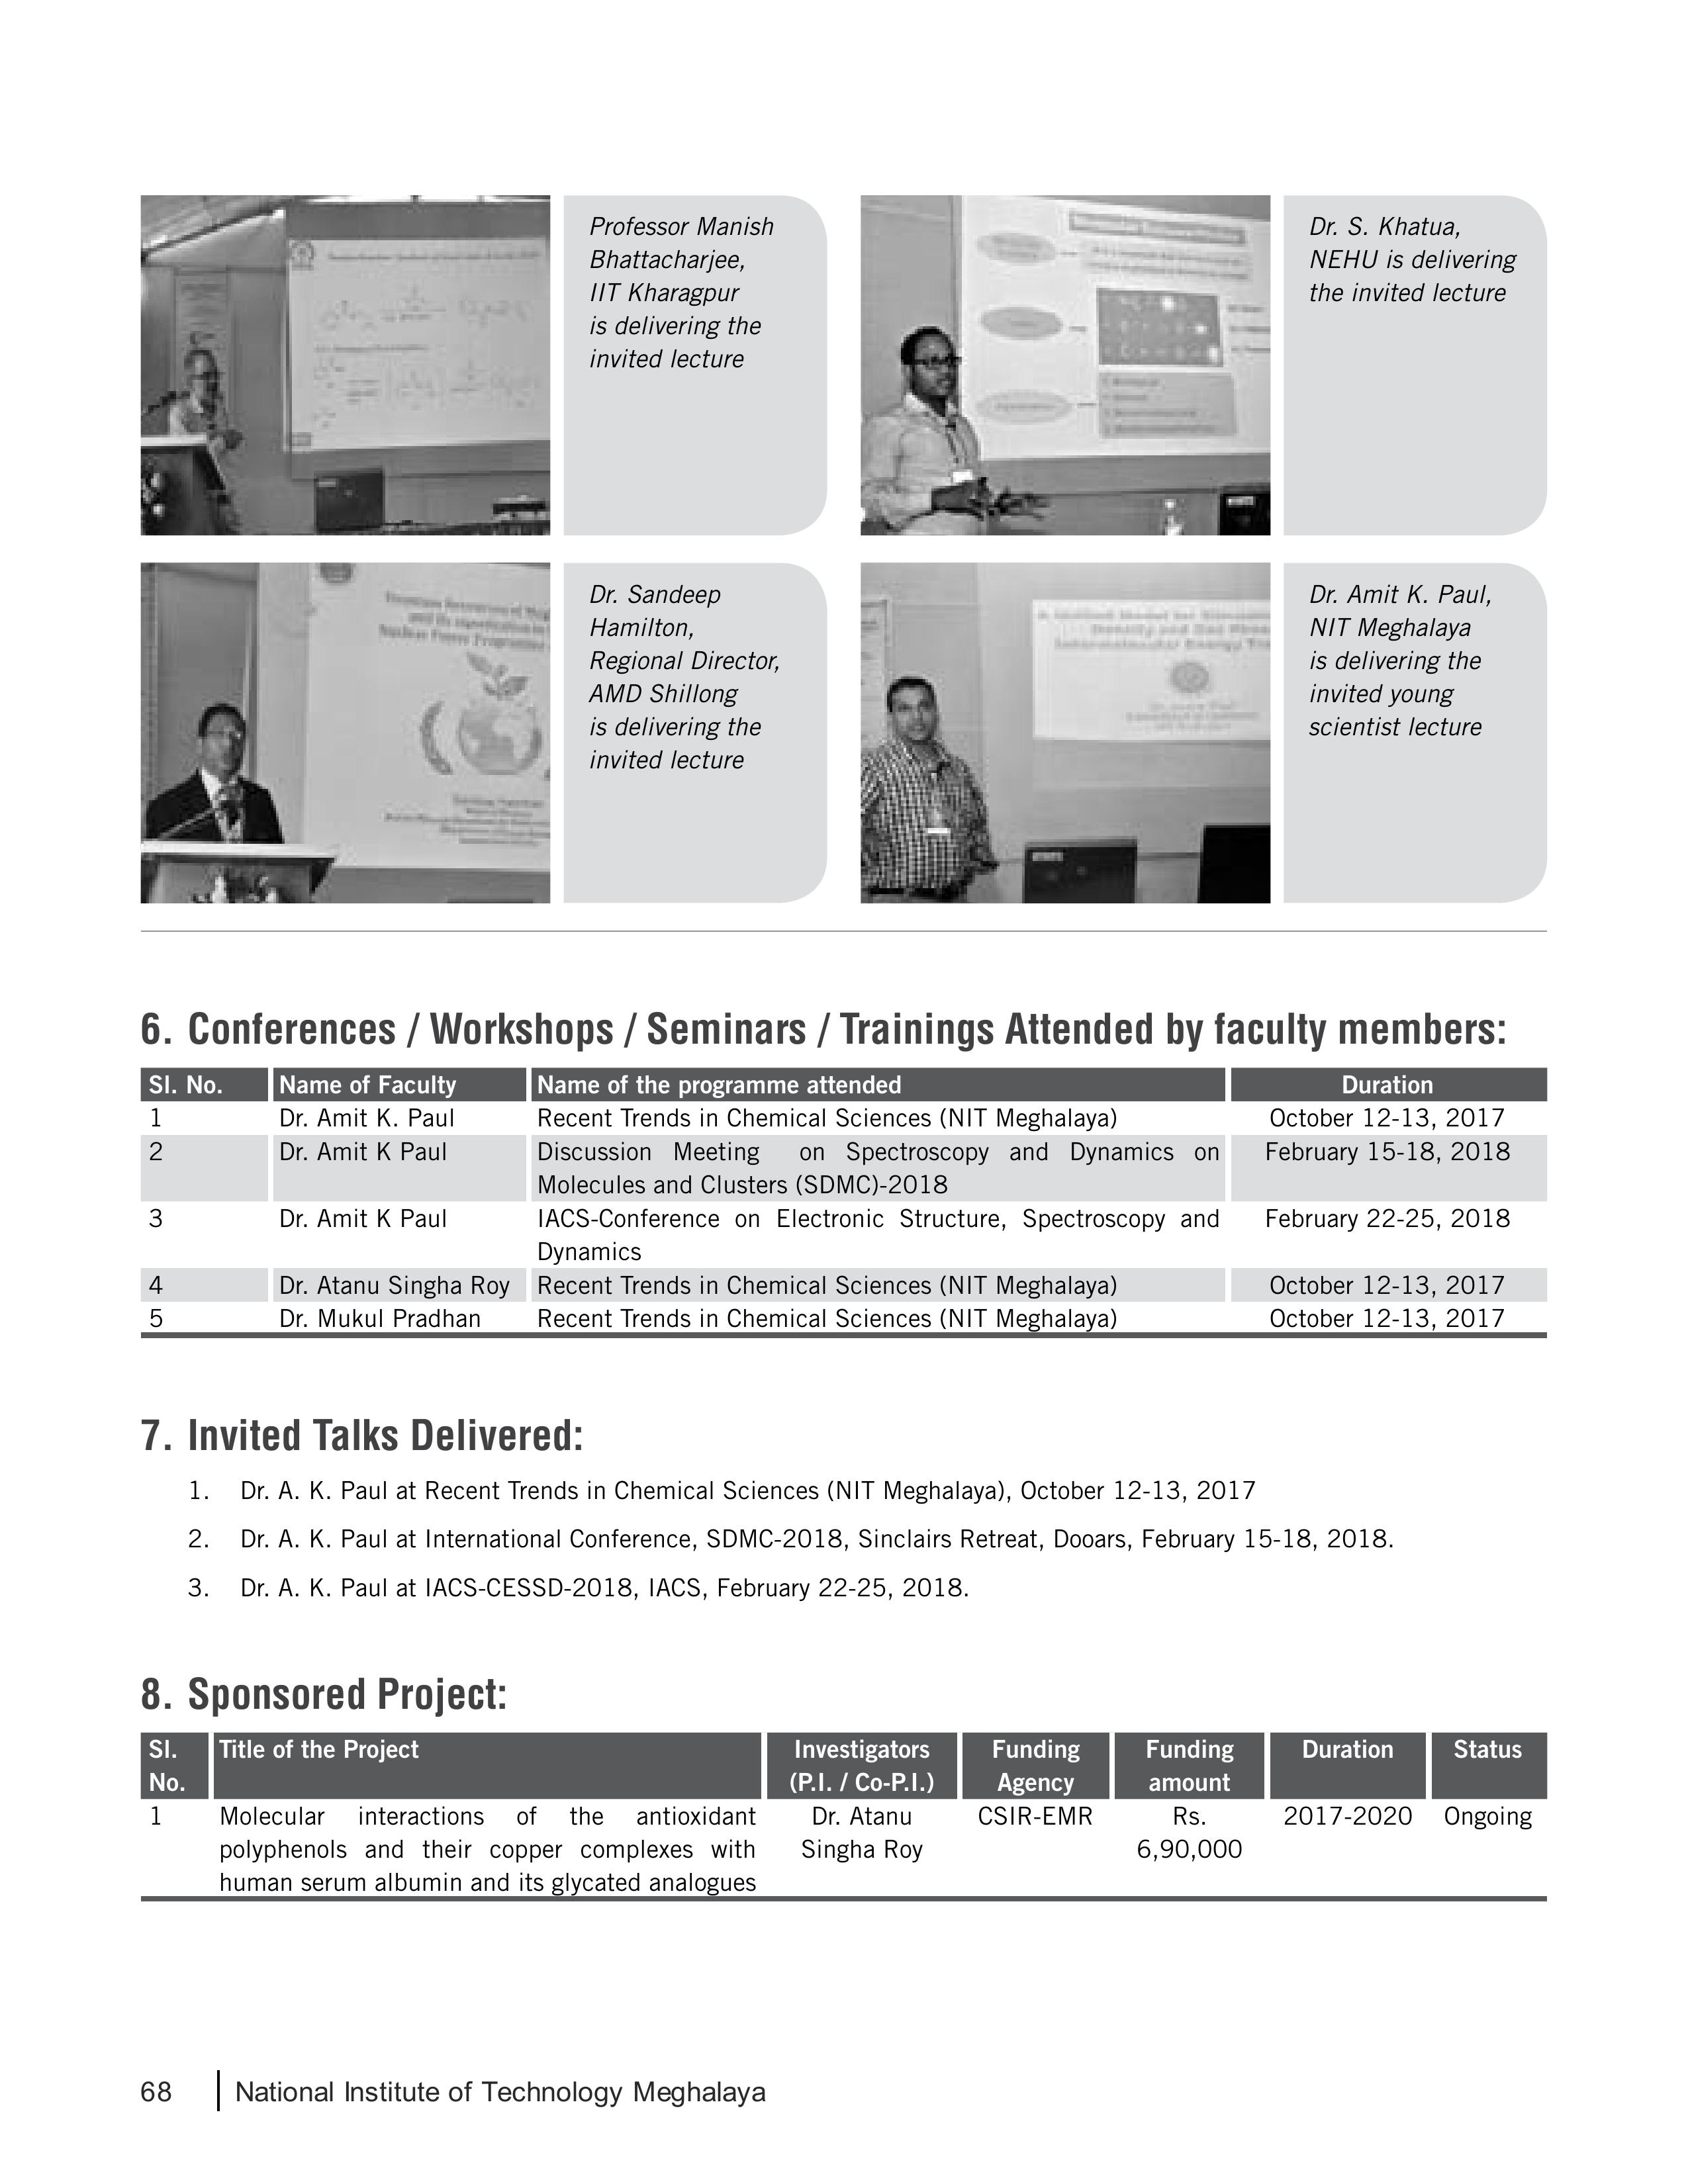 Professor Manish
Bhattacharjee,
IIT Kharagpur
is delivering the
invited lecture
Dr. S. Khatua,
NEHU is delivering
the invited lecture
Dr. Sandeep
Hamilton,
Regional Director,
AMD Shillong
is delivering the
invited lecture
Dr. Amit K. Paul,
NIT Meghalaya
is delivering the
invited young
scientist lecture
6. Conferences / Workshops / Seminars / Trainings Attended by faculty members:
Sl. No. Name of Faculty Name of the programme attended Duration
1 Dr. Amit K. Paul Recent Trends in Chemical Sciences (NIT Meghalaya) October 12-13, 2017
2 Dr. Amit K Paul Discussion Meeting on Spectroscopy and Dynamics on February 15-18, 2018
Molecules and Clusters (SDMC)-2018
3 Dr. Amit K Paul IACS-Conference on Electronic Structure, Spectroscopy and February 22-25, 2018
Dynamics
4 Dr. Atanu Singha Roy Recent Trends in Chemical Sciences (NIT Meghalaya) October 12-13, 2017
5 Dr. Mukul Pradhan Recent Trends in Chemical Sciences (NIT Meghalaya) October 12-13, 2017
7. Invited Talks Delivered:
1. Dr. A. K. Paul at Recent Trends in Chemical Sciences (NIT Meghalaya), October 12-13, 2017
2. Dr. A. K. Paul at International Conference, SDMC-2018, Sinclairs Retreat, Dooars, February 15-18, 2018.
3. Dr. A. K. Paul at IACS-CESSD-2018, IACS, February 22-25, 2018.
8. Sponsored Project:
Sl. Title of the Project Investigators Funding Funding Duration Status
No. (P.I. / Co-P.I.) Agency amount
1 Molecular interactions of the antioxidant Dr. Atanu CSIR-EMR Rs. 2017-2020 Ongoing
polyphenols and their copper complexes with Singha Roy 6,90,000
human serum albumin and its glycated analogues
68 National Institute of Technology Meghalaya